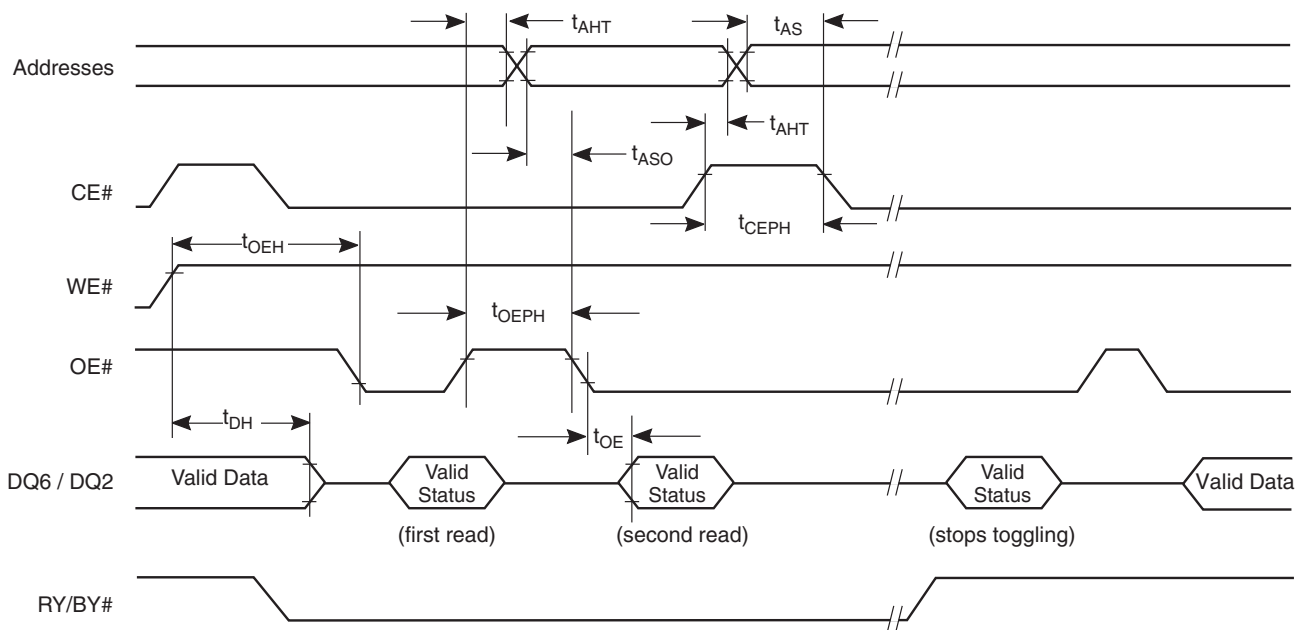 tAHT
tAS
Addresses
tAHT
tASO
CE#
tCEPH
tOEH
WE#
tOEPH
OE#
tDH
tOE
DQ6 / DQ2
Valid Data
Valid
Status
Valid
Status
Valid
Status
Valid Data
(first read)
(second read)
(stops toggling)
RY/BY#